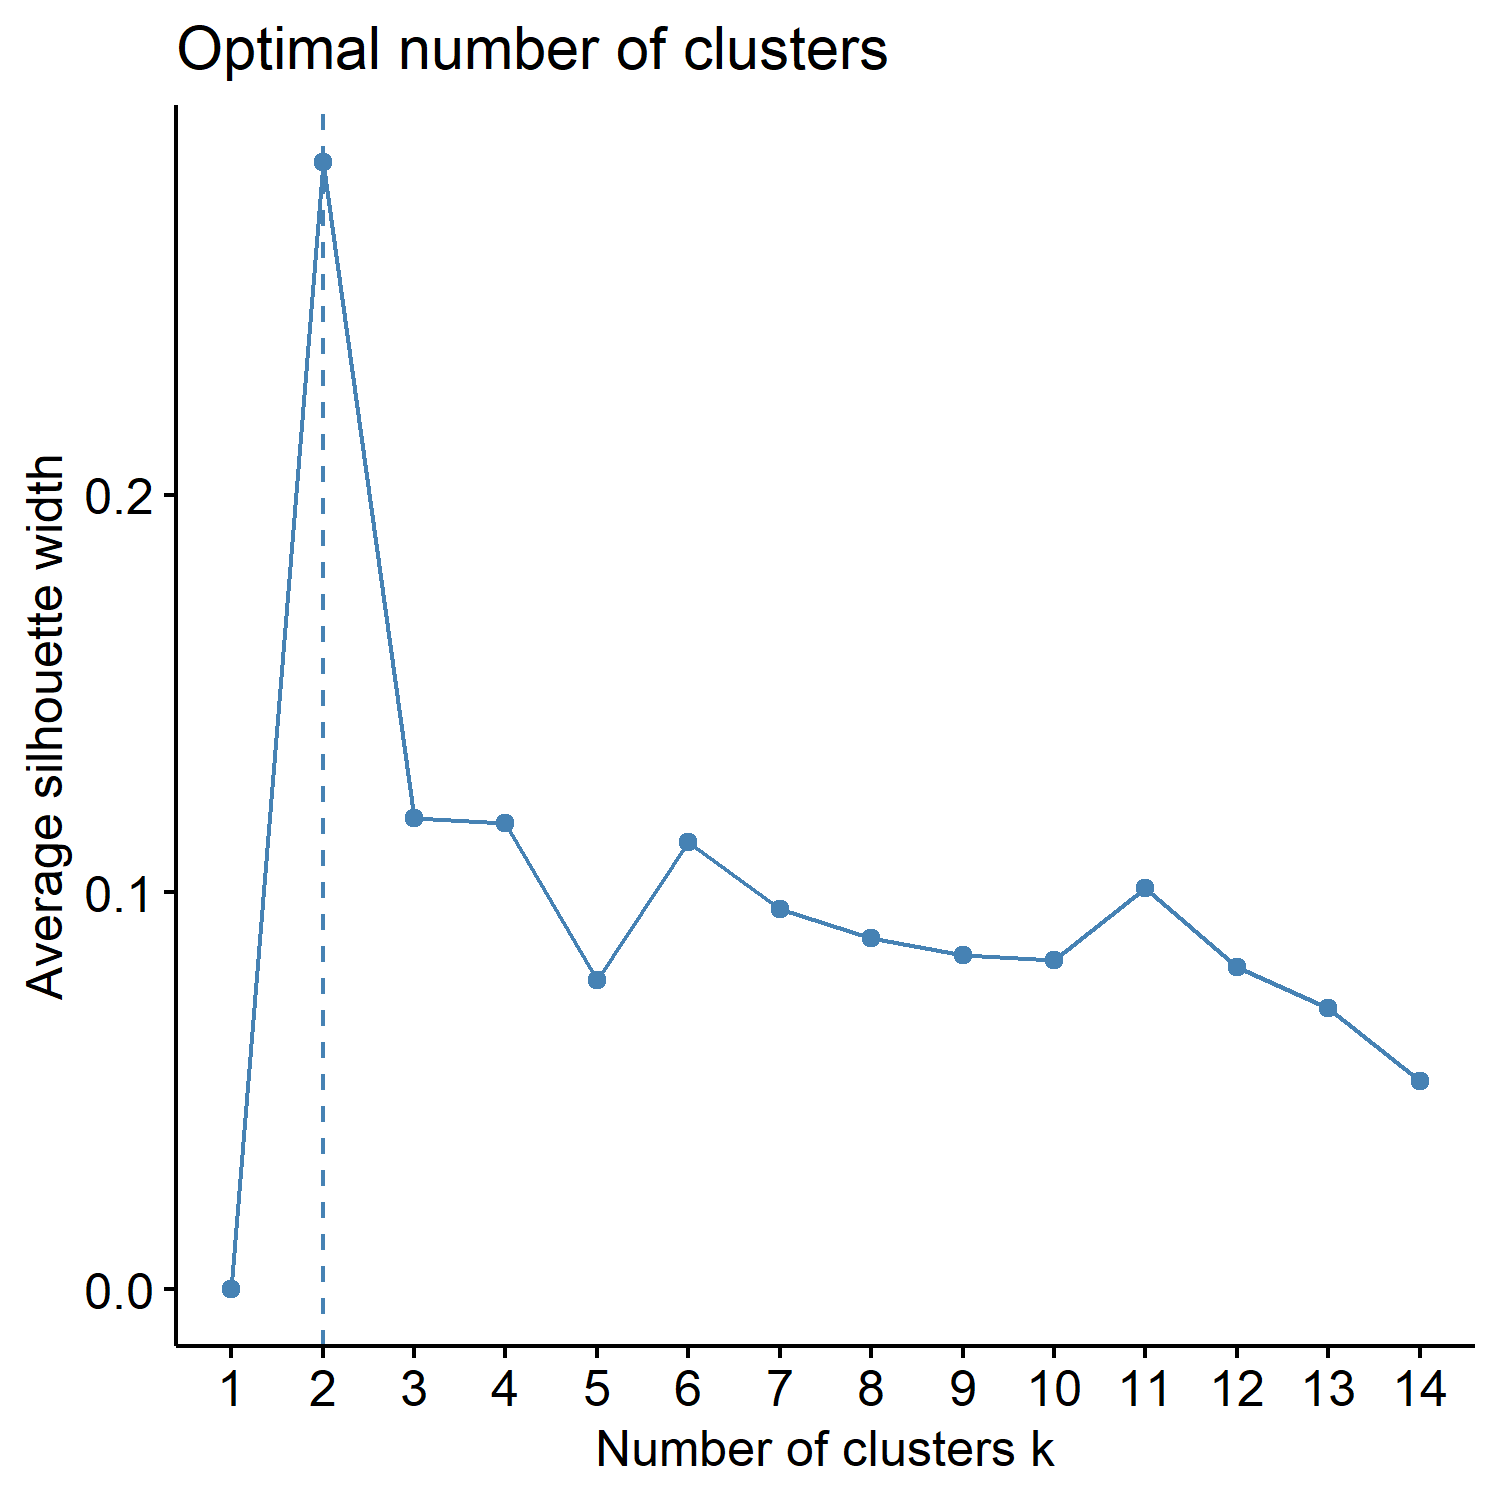 Optimal number of clusters
Average silhouette width
0.2
0.1
0.0
1 2 3 4 5 6 7 8 9 10 11 12 13 14
Number of clusters k